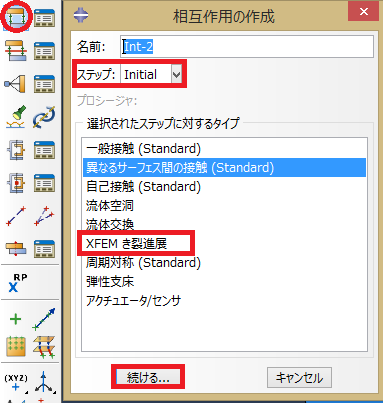 相互作用の作成
名前: Int-2
ステップ: Initial
プロシージャ:
選択されたステップに対するタイプ
一般接触 (Standard)
異なるサーフェス間の接触 (Standard)
自己接触 (Standard)
流体空洞
流体交換
XFEM き裂進展
周期対称 (Standard)
弾性支床
アクチュエータ/センサ
続ける... キャンセル
RP
(XYZ)